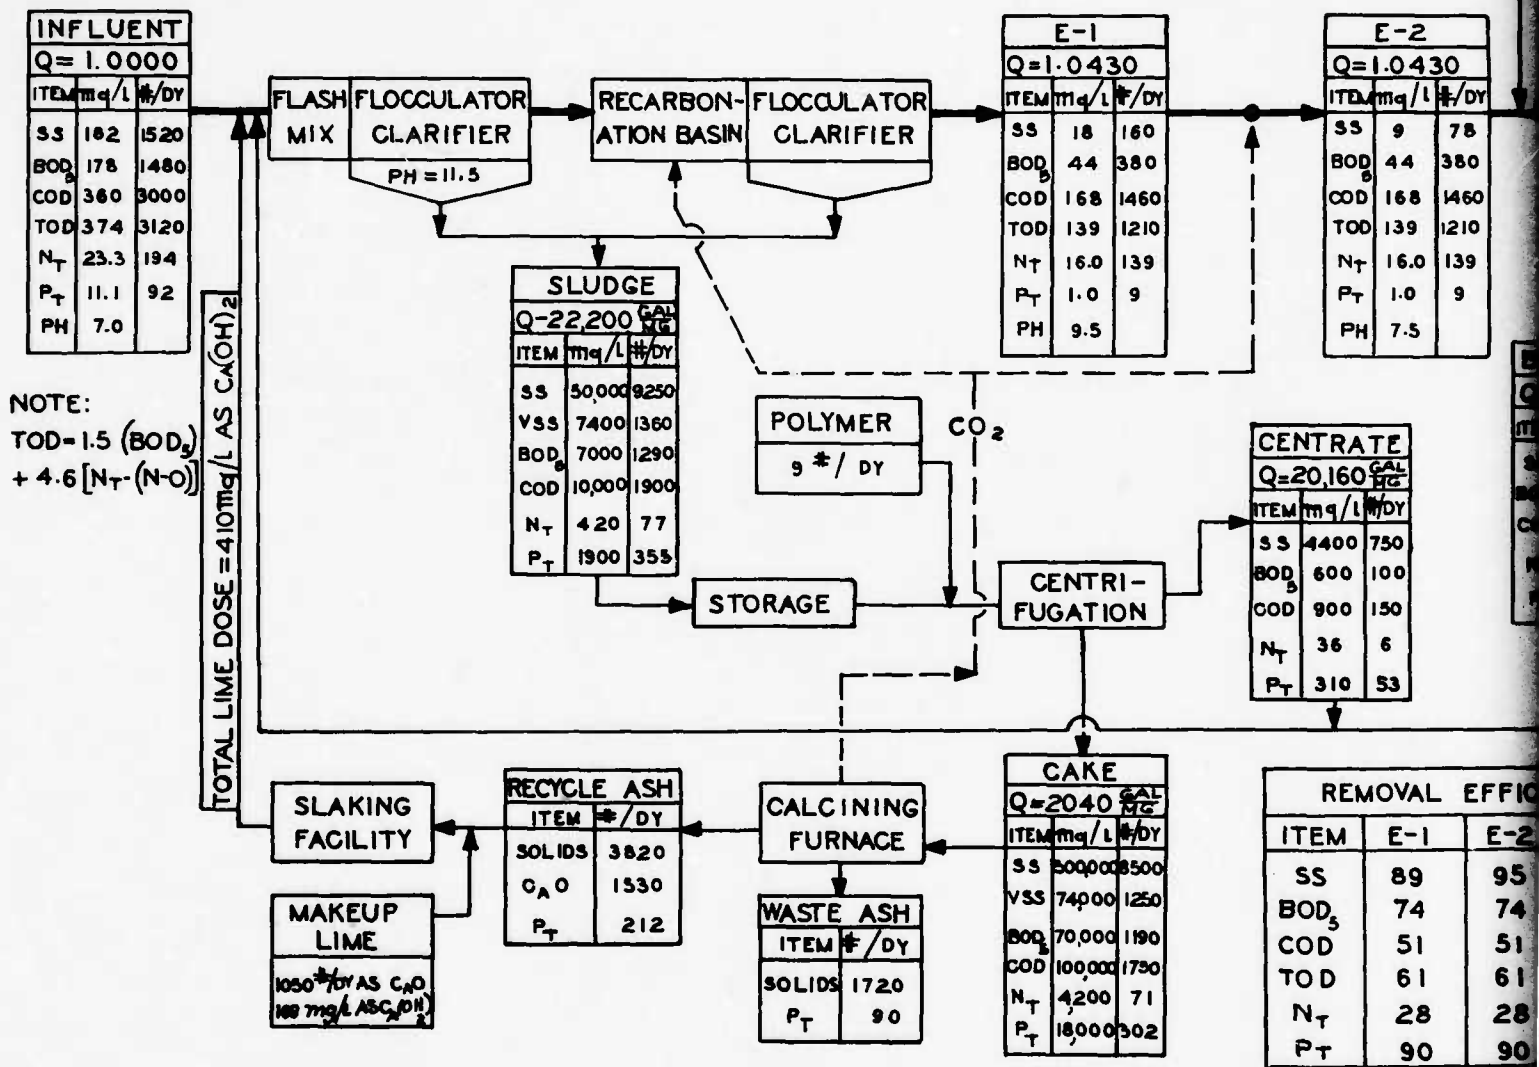 INFLUENT
Q= 1.0000
ITEM mg/l #/DY
SS 182 1520
BOD5 178 1480
COD 360 3000
TOD 374 3120
NT 23.3 194
PT 11.1 92
PH 7.0
NOTE:
TOD=1.5 (BOD5)
+ 4.6 [NT-(N-O)]
TOTAL LIME DOSE = 410mg/L AS CA(OH)2
FLASH MIX
FLOCCULATOR CLARIFIER
PH = 11.5
RECARBON-
ATION BASIN
FLOCCULATOR CLARIFIER
E-1
Q=1.0430
ITEM mg/l #/DY
SS 18 160
BOD5 44 380
COD 168 1460
TOD 139 1210
NT 16.0 139
PT 1.0 9
PH 9.5
E-2
Q=1.0430
ITEM mg/l #/DY
SS 9 78
BOD5 44 380
COD 168 1460
TOD 139 1210
NT 16.0 139
PT 1.0 9
PH 7.5
SLUDGE
Q-22,200 GAL/MG
ITEM mg/l #/DY
SS 50,000 9250
VSS 7400 1360
BOD5 7000 1290
COD 10,000 1900
NT 420 77
PT 1900 355
POLYMER
9 #/ DY
CO2
STORAGE
CENTRI-
FUGATION
CENTRATE
Q=20,160 GAL/MG
ITEM mg/l #/DY
SS 4400 750
BOD5 600 100
COD 900 150
NT 36 6
PT 310 53
SLAKING
FACILITY
MAKEUP
LIME
1050 #/DY AS CAO
mg/L AS CA(OH)2
RECYCLE ASH
ITEM #/DY
SOLIDS 3820
CAO 1530
PT 212
CALCINING
FURNACE
WASTE ASH
ITEM #/DY
SOLIDS 1720
PT 90
CAKE
Q=2040 GAL/MG
ITEM mg/l #/DY
SS 500,000 8500
VSS 74,000 1250
BOD5 70,000 1190
COD 100,000 1750
NT 4,200 71
PT 18,000 302
REMOVAL EFFIC
ITEM E-1 E-2
SS 89 95
BOD5 74 74
COD 51 51
TOD 61 61
NT 28 28
PT 90 90